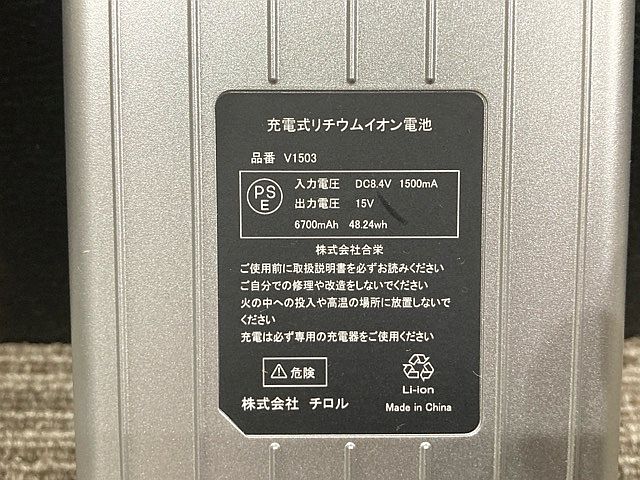 充電式リチウムイオン電池
品番 V1503
PS
E
入力電圧 DC8.4V 1500mA
出力電圧 15V
6700mAh 48.24wh
株式会社合栄
ご使用前に取扱説明書を必ずお読みください
ご自分での修理や改造をしないでください
火の中への投入や高温の場所に放置しないで
ください
充電は必ず専用の充電器をご使用ください
⚠危険
Li-ion
株式会社 チロル
Made in China